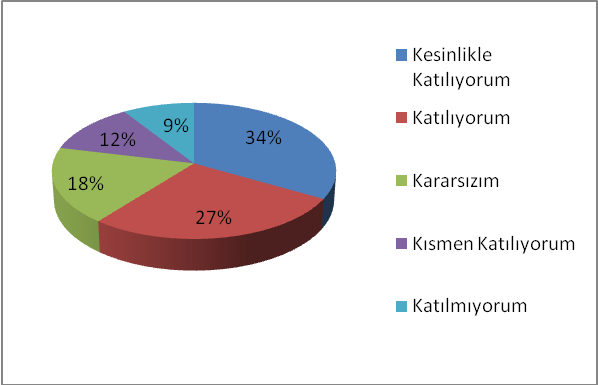 34%
27%
18%
12%
9%
Kesinlikle
Katılıyorum
Katılıyorum
Kararsızım
Kısmen Katılıyorum
Katılmıyorum